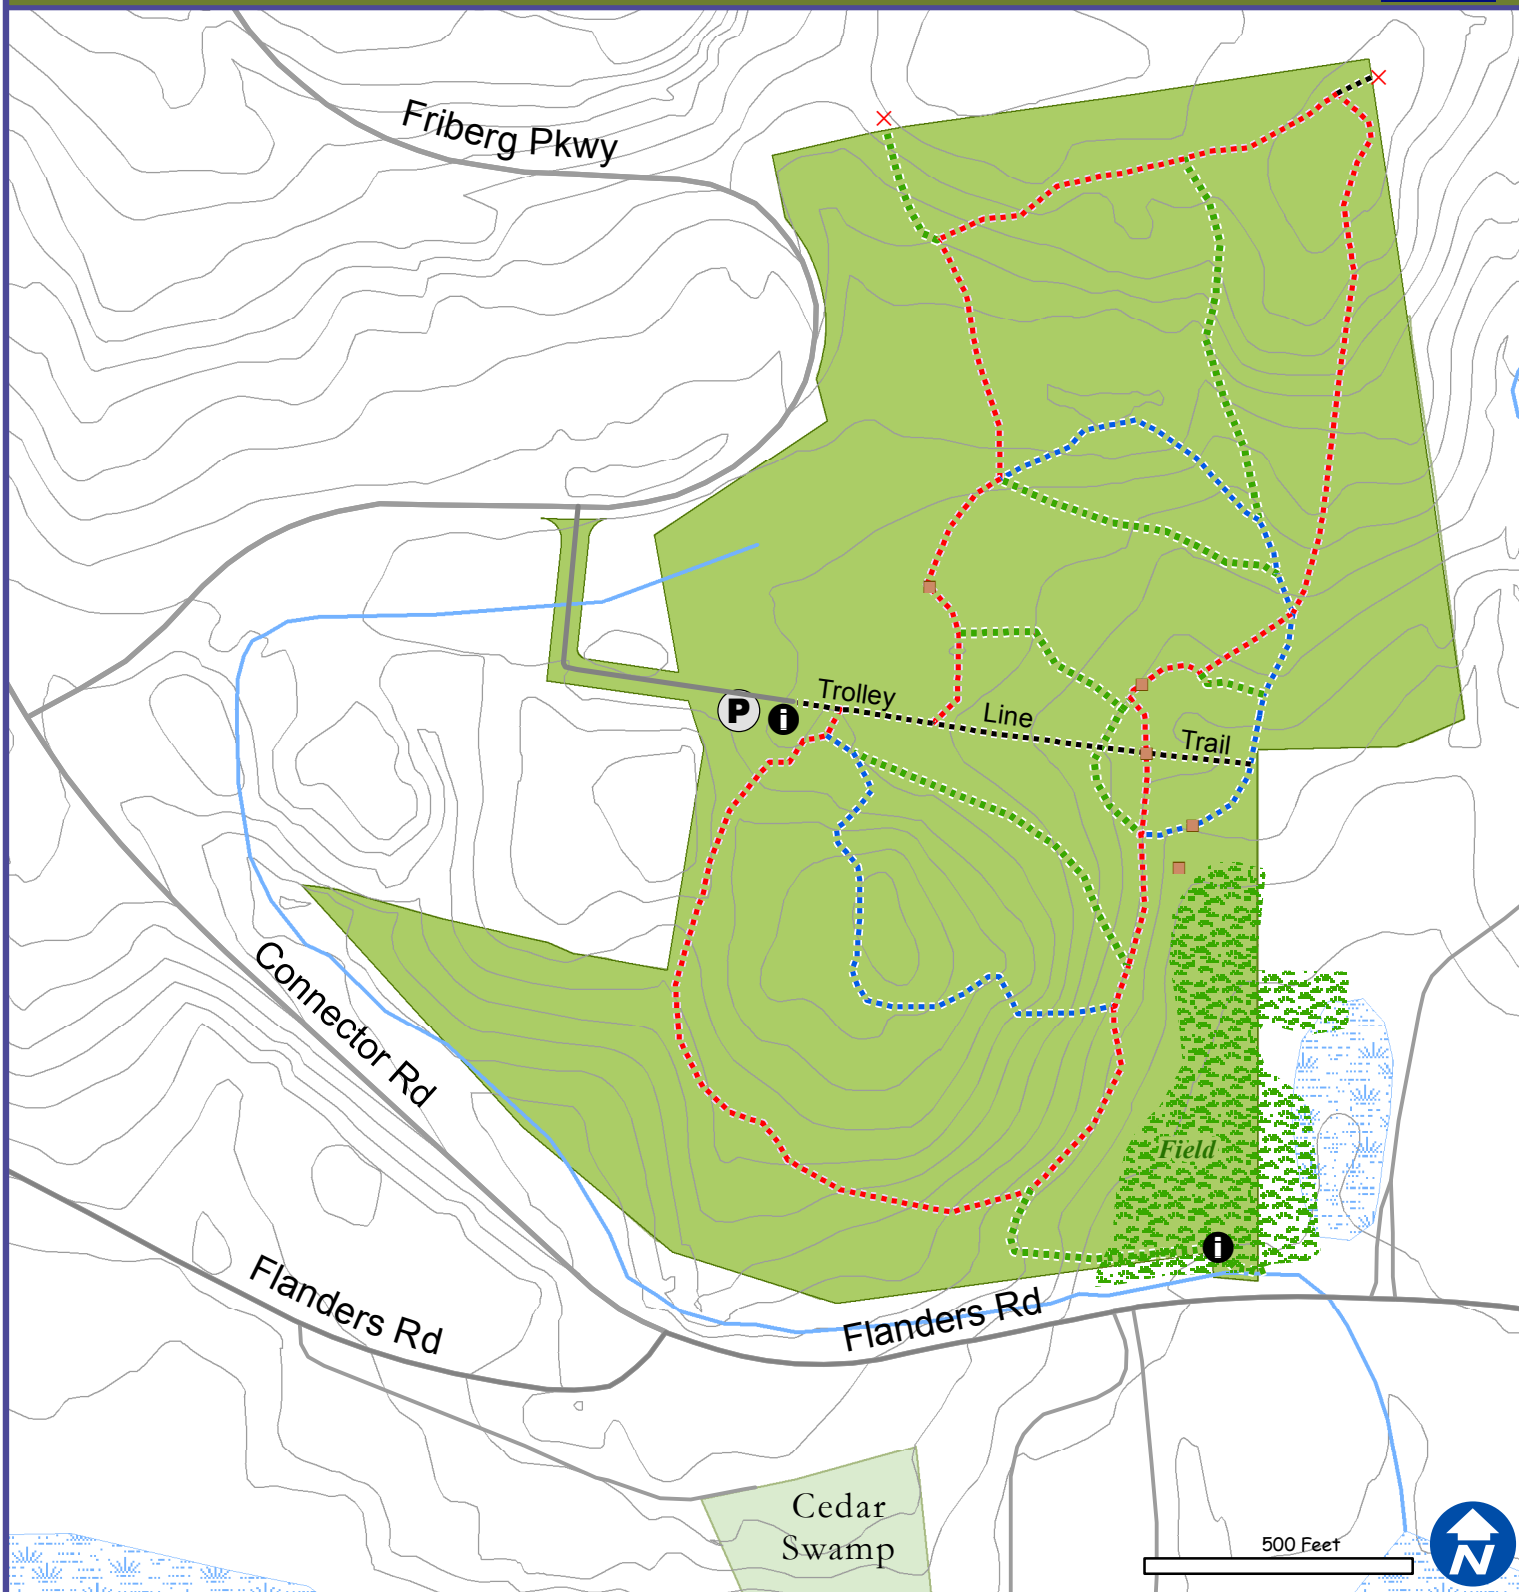 Friberg Pkwy
Trolley
Line
Trail
P
i
Connector Rd
Field
i
Flanders Rd
Flanders Rd
Cedar
Swamp
500 Feet
N